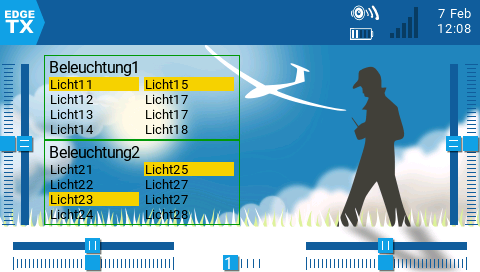 EDGE
TX
7 Feb
12:08
Beleuchtung1
Licht11 Licht15
Licht12 Licht17
Licht13 Licht17
Licht14 Licht18
Beleuchtung2
Licht21 Licht25
Licht22 Licht27
Licht23 Licht27
Licht24 Licht28
1